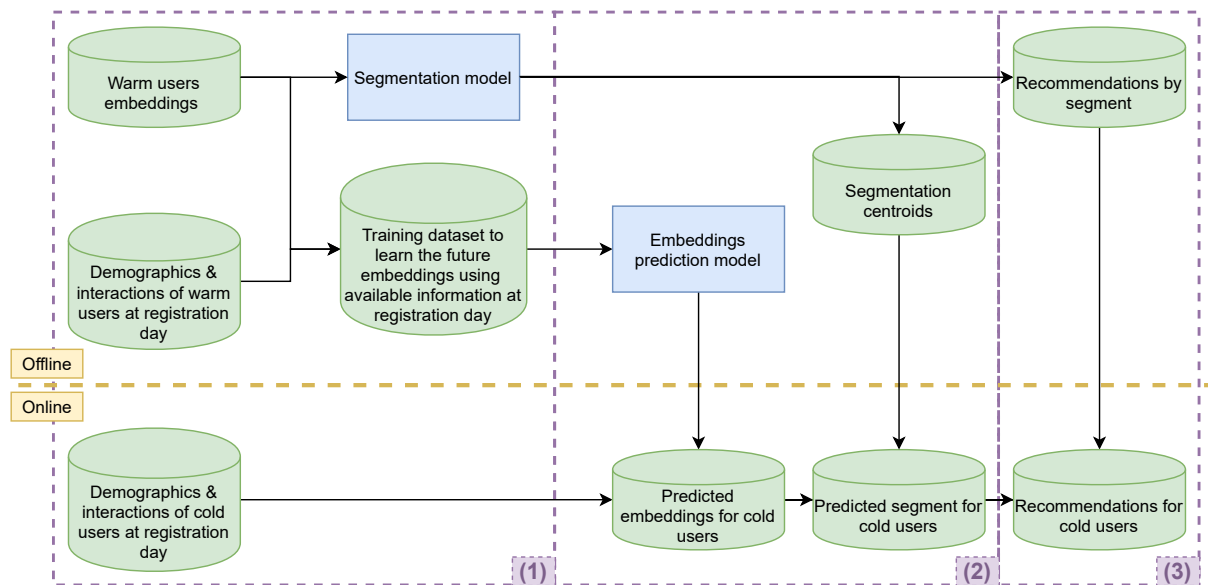 Warm users
embeddings
Segmentation model
Recommendations by
segment
Segmentation
centroids
Demographics &
interactions of warm
users at registration
day
Training dataset to
learn the future
embeddings using
available information at
registration day
Embeddings
prediction model
Offline
Online
Demographics &
interactions of cold
users at registration
day
Predicted
embeddings for cold
users
Predicted segment for
cold users
Recommendations for
cold users
(1)
(2)
(3)